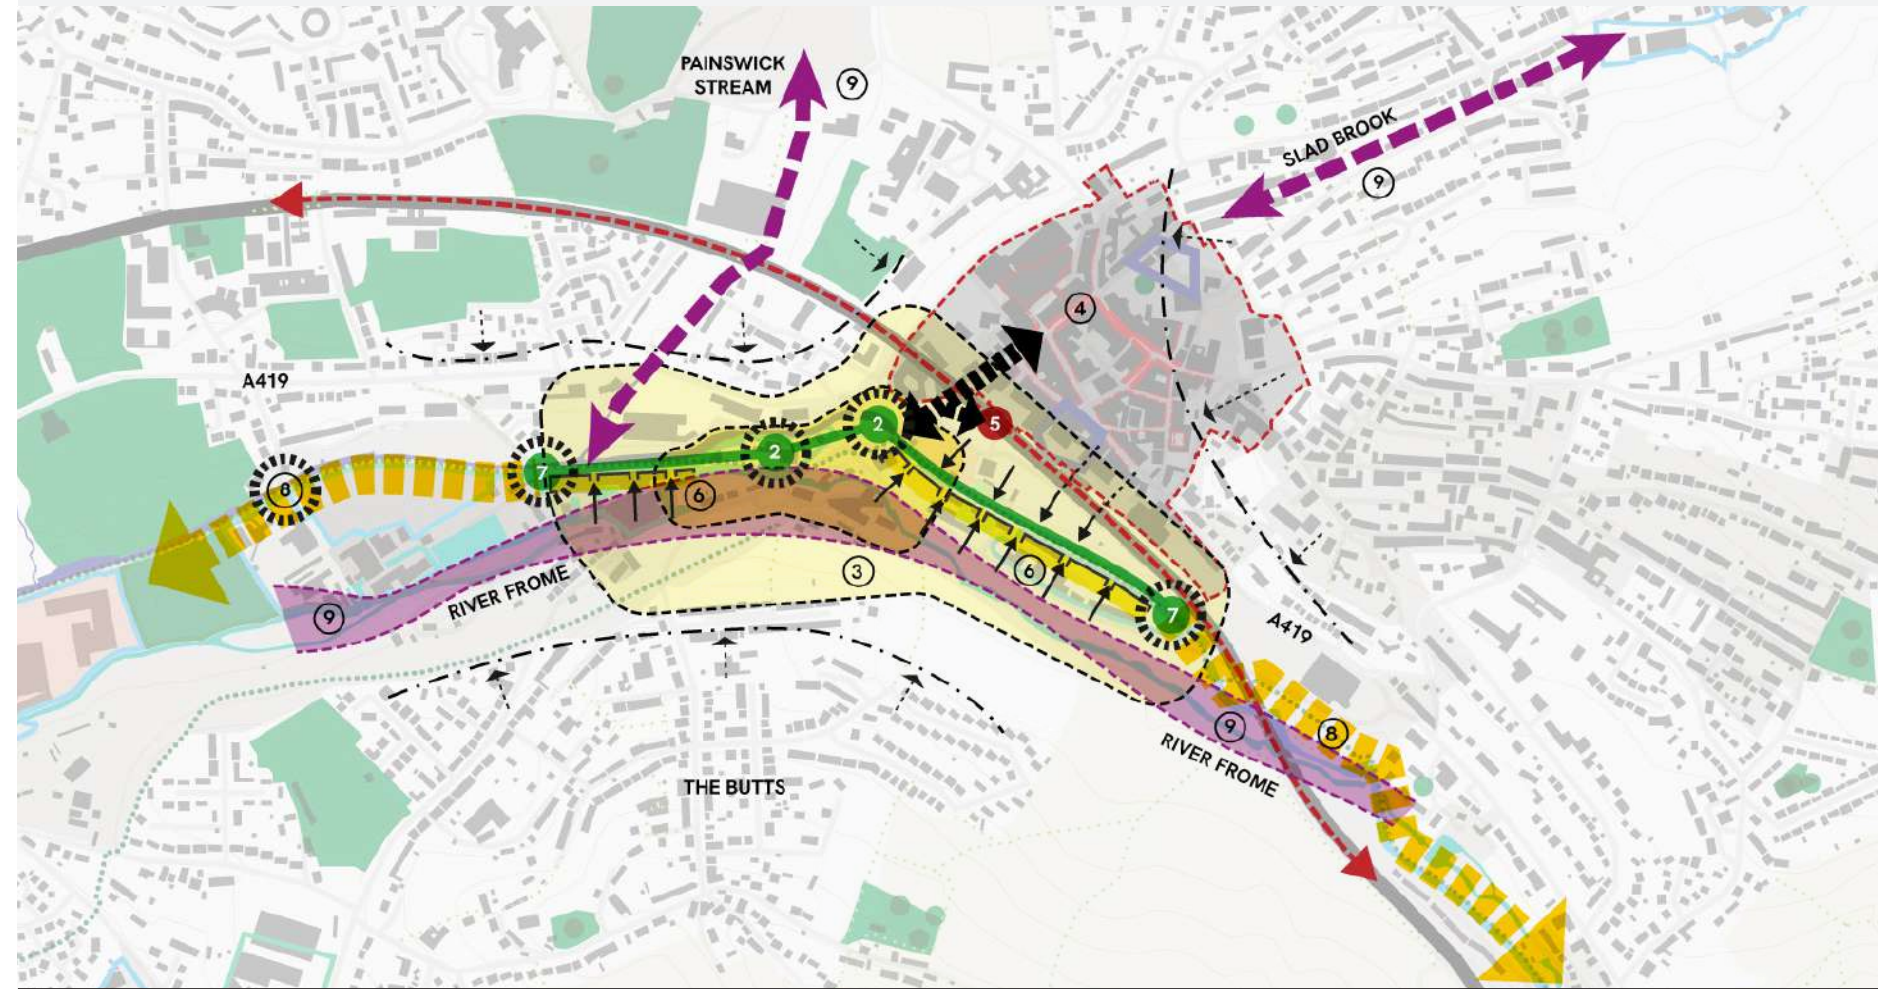 PAINSWICK
STREAM
9
SLAD BROOK
9
4
A419
2
2
5
7
8
6
3
6
7
9
RIVER FROME
A419
9
8
RIVER FROME
THE BUTTS